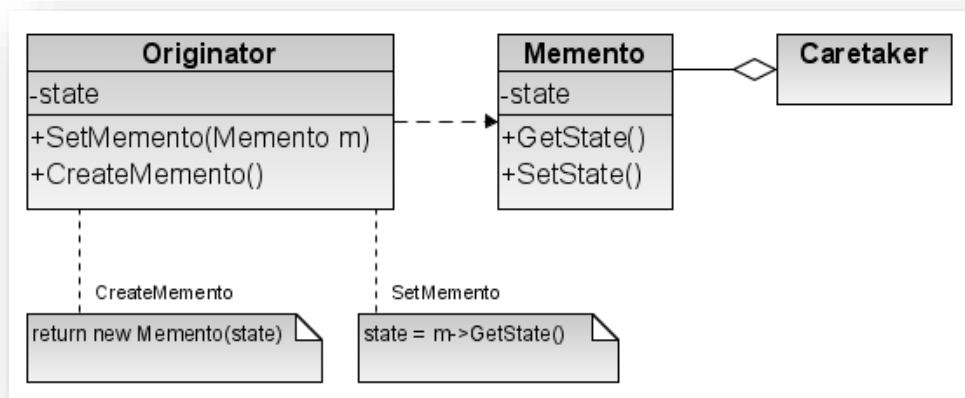 Originator
-state
+SetMemento(Memento m)
+CreateMemento()
Memento
-state
+GetState()
+SetState()
Caretaker
CreateMemento
return new Memento(state)
SetMemento
state = m->GetState()